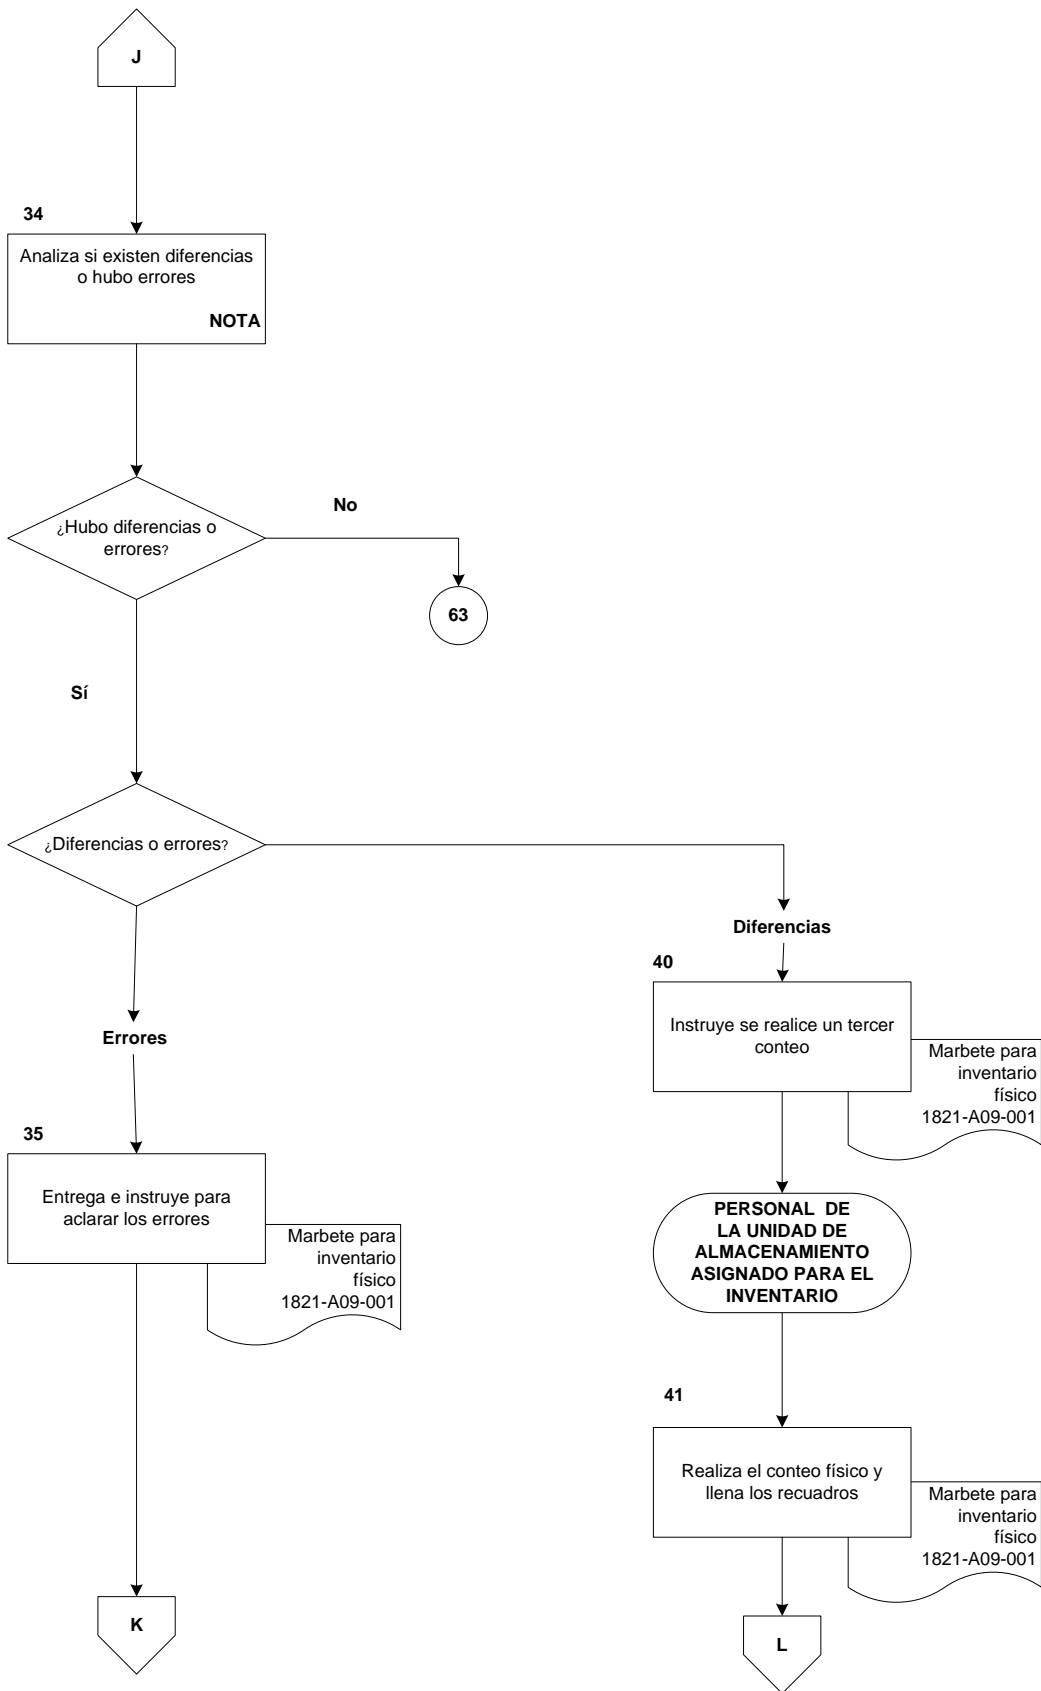 J
34
Analiza si existen diferencias
o hubo errores
NOTA
¿Hubo diferencias o
errores?
No
63
Sí
¿Diferencias o errores?
Errores
35
Entrega e instruye para
aclarar los errores
Marbete para
inventario
físico
1821-A09-001
K
Diferencias
40
Instruye se realice un tercer
conteo
Marbete para
inventario
físico
1821-A09-001
PERSONAL DE
LA UNIDAD DE
ALMACENAMIENTO
ASIGNADO PARA EL
INVENTARIO
41
Realiza el conteo físico y
llena los recuadros
Marbete para
inventario
físico
1821-A09-001
L